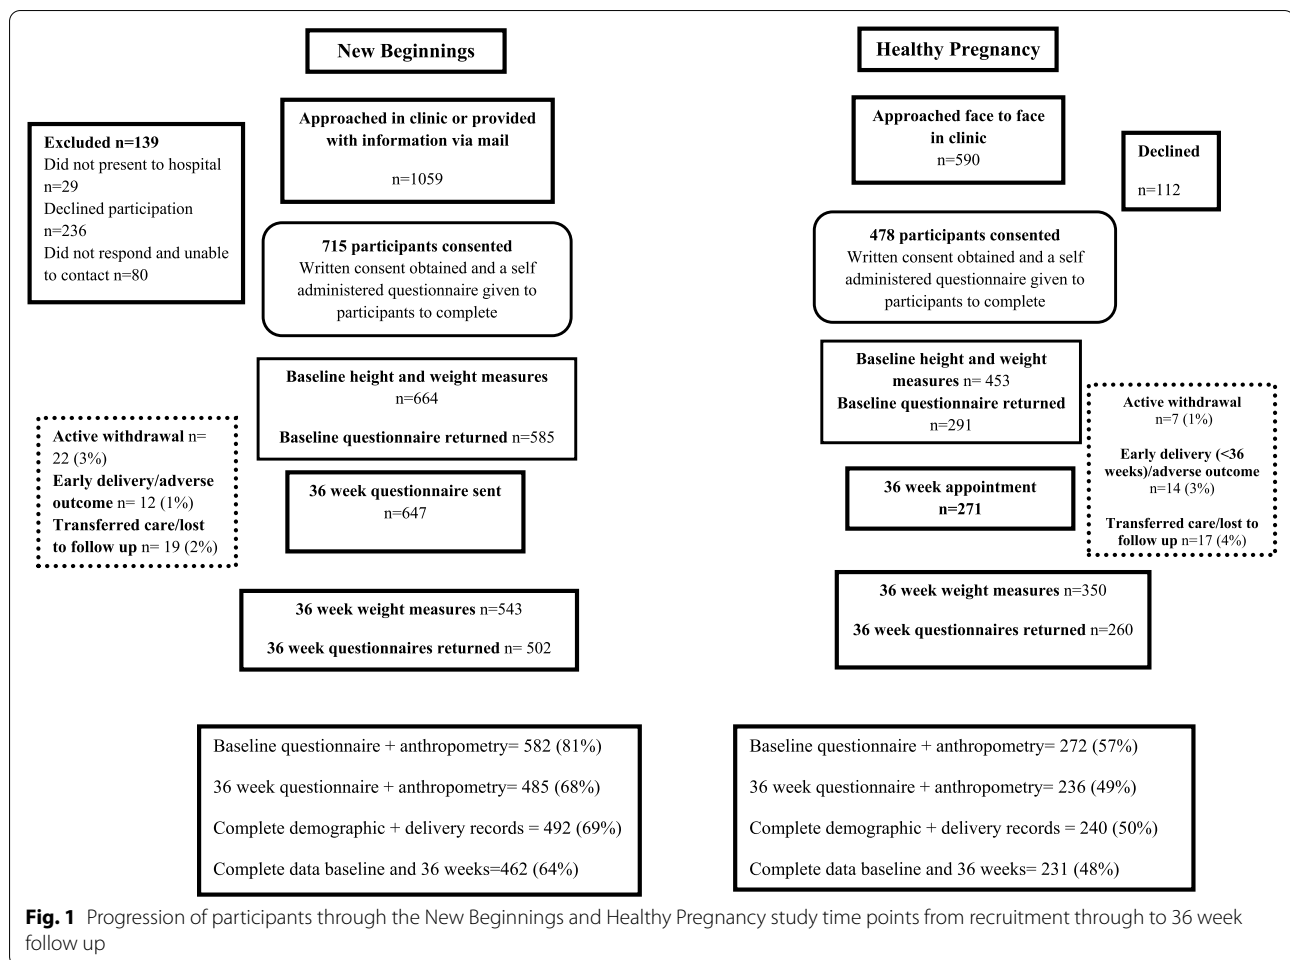 New Beginnings
Approached in clinic or provided
with information via mail
n=1059
Excluded n=139
Did not present to hospital
n=29
Declined participation
n=236
Did not respond and unable
to contact n=80
715 participants consented
Written consent obtained and a self
administered questionnaire given to
participants to complete
Baseline height and weight measures
n=664
Baseline questionnaire returned n=585
Active withdrawal n=
22 (3%)
Early delivery/adverse
outcome n= 12 (1%)
Transferred care/lost
to follow up n= 19 (2%)
36 week questionnaire sent
n=647
36 week weight measures n=543
36 week questionnaires returned n= 502
Baseline questionnaire + anthropometry= 582 (81%)
36 week questionnaire + anthropometry= 485 (68%)
Complete demographic + delivery records = 492 (69%)
Complete data baseline and 36 weeks=462 (64%)
Healthy Pregnancy
Approached face to face
in clinic
n=590
Declined
n=112
478 participants consented
Written consent obtained and a self
administered questionnaire given to
participants to complete
Baseline height and weight
measures n= 453
Baseline questionnaire returned
n=291
Active withdrawal
n=7 (1%)
Early delivery (<36
weeks)/adverse outcome
n=14 (3%)
Transferred care/lost to
follow up n=17 (4%)
36 week appointment
n=271
36 week weight measures n=350
36 week questionnaires returned n=260
Baseline questionnaire + anthropometry= 272 (57%)
36 week questionnaire + anthropometry= 236 (49%)
Complete demographic + delivery records = 240 (50%)
Complete data baseline and 36 weeks= 231 (48%)
Fig. 1 Progression of participants through the New Beginnings and Healthy Pregnancy study time points from recruitment through to 36 week
follow up